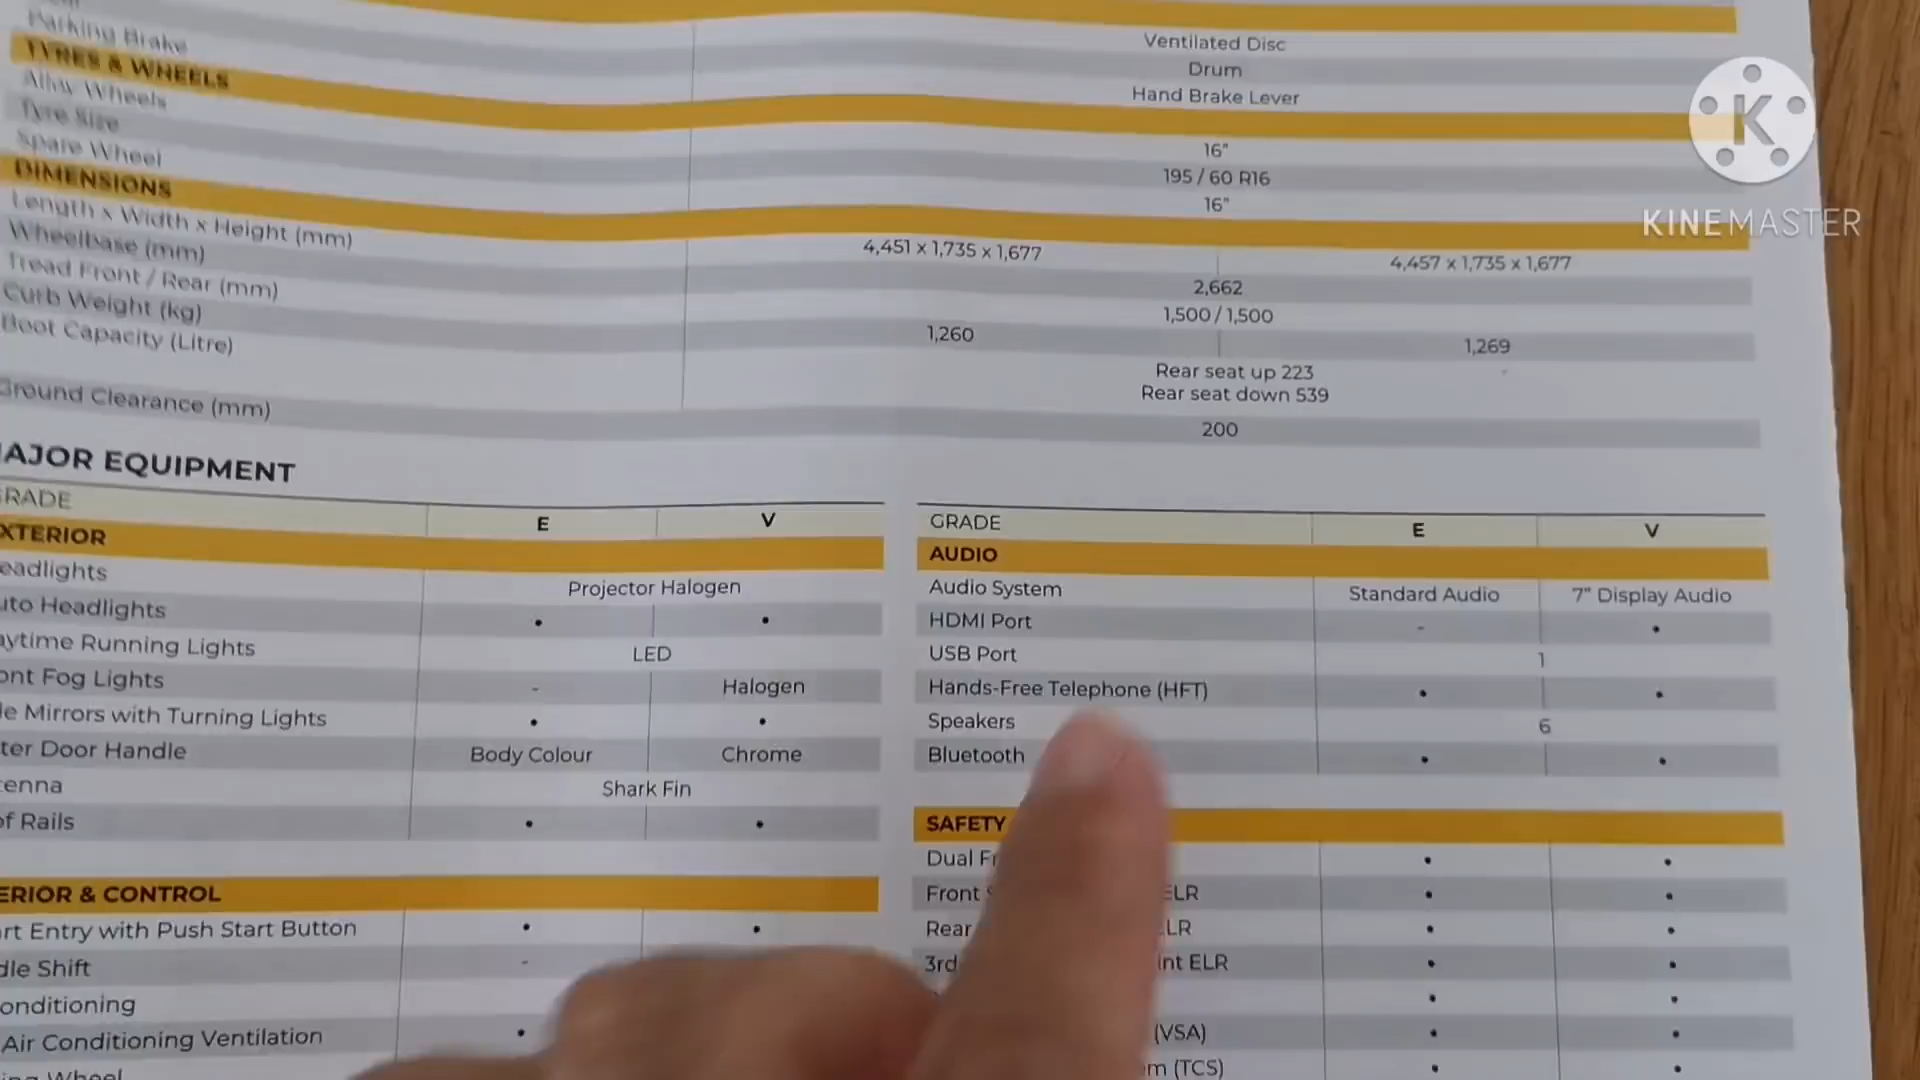 Parking Brake
Ventilated Disc
Drum
TYRES & WHEELS
Hand Brake Lever
Alloy Wheels
16"
Tyre Size
195 / 60 R16
Spare Wheel
16"
DIMENSIONS
Length x Width x Height (mm)
4,451 x 1,735 x 1,677
4,457 x 1,735 x 1,677
Wheelbase (mm)
2,662
Tread Front / Rear (mm)
1,500 / 1,500
Curb Weight (kg)
1,260
1,269
Boot Capacity (Litre)
Rear seat up 223
Rear seat down 539
Ground Clearance (mm)
200
KINEMASTER
AJOR EQUIPMENT
RADE E V
XTERIOR
eadlights Projector Halogen
uto Headlights • •
aytime Running Lights LED
ont Fog Lights - Halogen
le Mirrors with Turning Lights • •
ter Door Handle Body Colour Chrome
enna Shark Fin
of Rails • •
ERIOR & CONTROL
rt Entry with Push Start Button • •
dle Shift -
onditioning
Air Conditioning Ventilation •
Wheel
GRADE E V
AUDIO
Audio System Standard Audio 7" Display Audio
HDMI Port - •
USB Port 1
Hands-Free Telephone (HFT) • •
Speakers 6
Bluetooth • •
SAFETY
Dual Fr • •
Front ELR • •
Rear LR • •
3rd int ELR • •
• •
(VSA) • •
m (TCS) • •